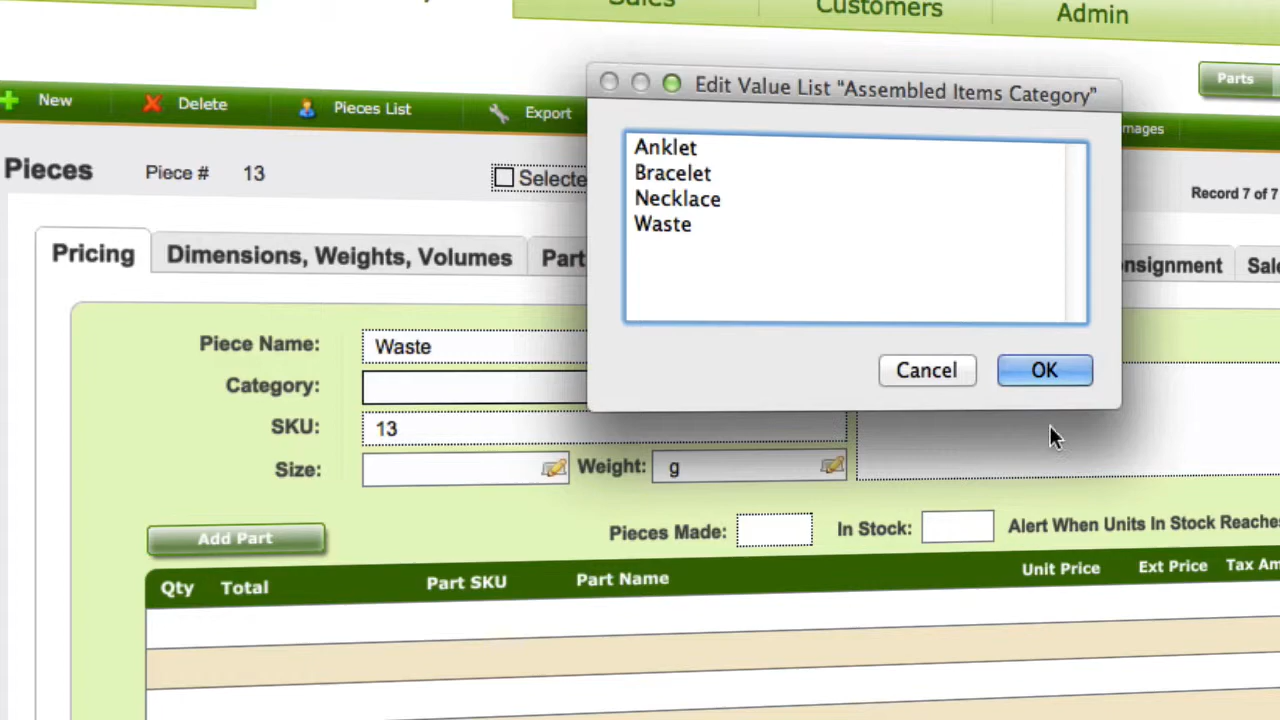 Sales
Customers
Admin
Parts
New
Delete
Pieces List
Export
Edit Value List "Assembled Items Category"
Anklet
Bracelet
Necklace
Waste
Cancel
OK
Pieces
Piece #
13
Selecte
mages
Record 7 of 7
Pricing
Dimensions, Weights, Volumes
Part
nsignment
Sale
Piece Name:
Waste
Category:
SKU:
13
Size:
Weight:
g
Add Part
Pieces Made:
In Stock:
Alert When Units In Stock Reaches
Qty
Total
Part SKU
Part Name
Unit Price
Ext Price
Tax Am